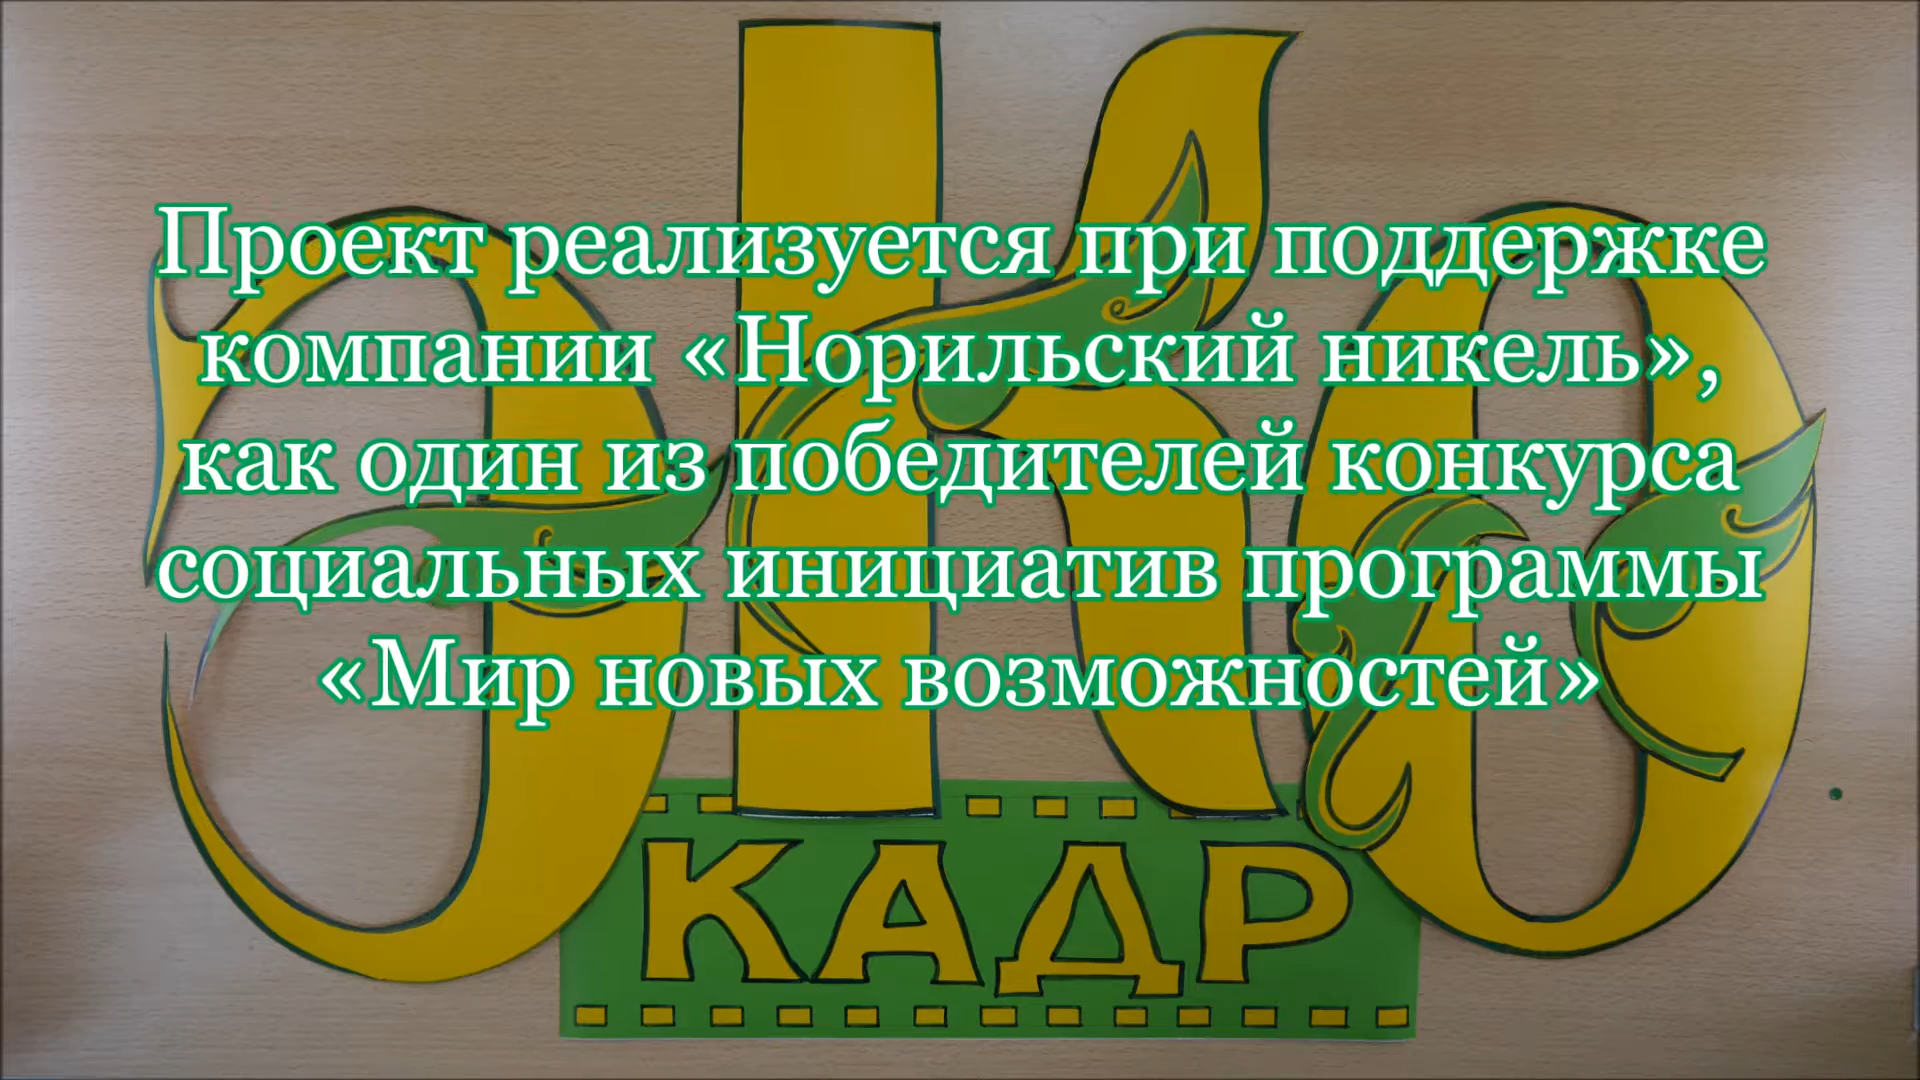 Проект реализуется при поддержке
компании «Норильский никель»,
как один из победителей конкурса
социальных инициатив программы
«Мир новых возможностей»
ЭКО
КАДР